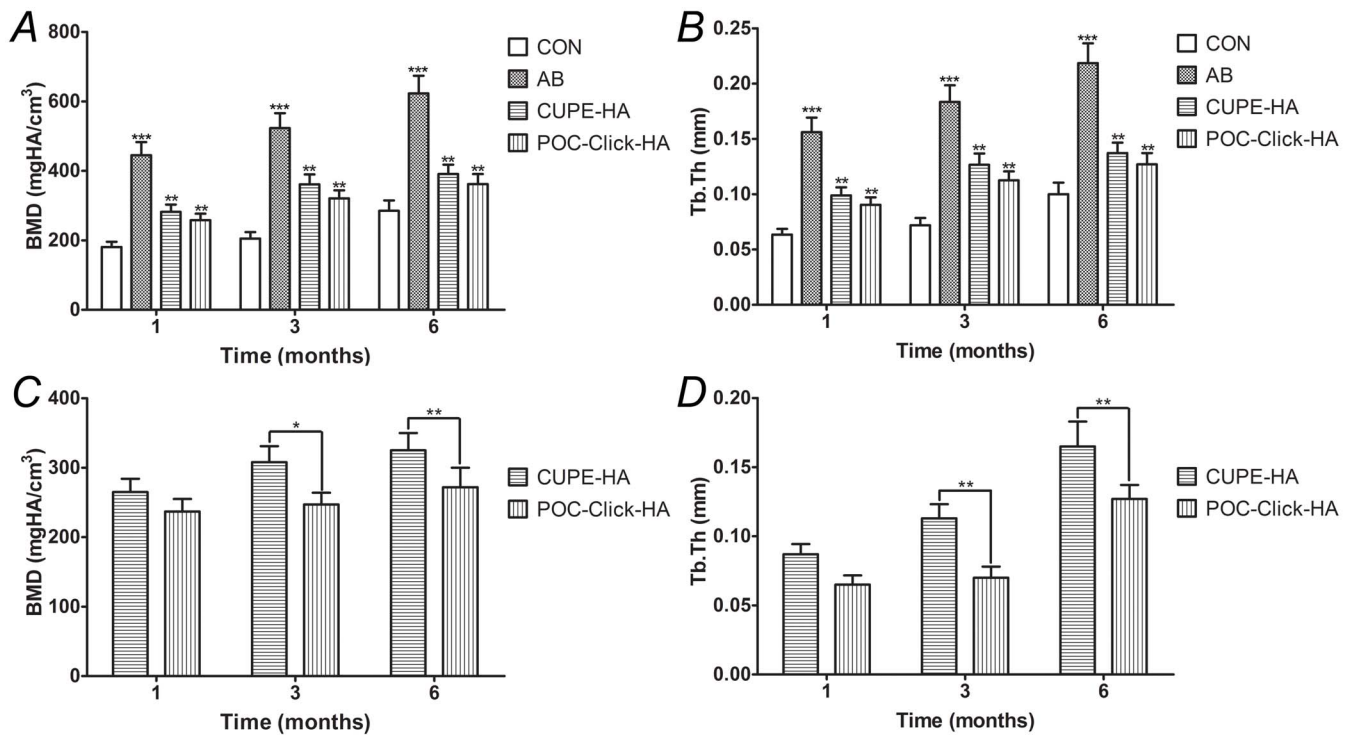 A
BMD (mgHA/cm³)
800
600
400
200
0
*** ** **
*** ** **
*** ** **
1 3 6
Time (months)
CON
AB
CUPE-HA
POC-Click-HA
B
Tb.Th (mm)
0.25
0.20
0.15
0.10
0.05
0.00
*** ** **
*** ** **
*** ** **
1 3 6
Time (months)
CON
AB
CUPE-HA
POC-Click-HA
C
BMD (mgHA/cm³)
400
300
200
100
0
*
**
1 3 6
Time (months)
CUPE-HA
POC-Click-HA
D
Tb.Th (mm)
0.20
0.15
0.10
0.05
0.00
**
**
1 3 6
Time (months)
CUPE-HA
POC-Click-HA